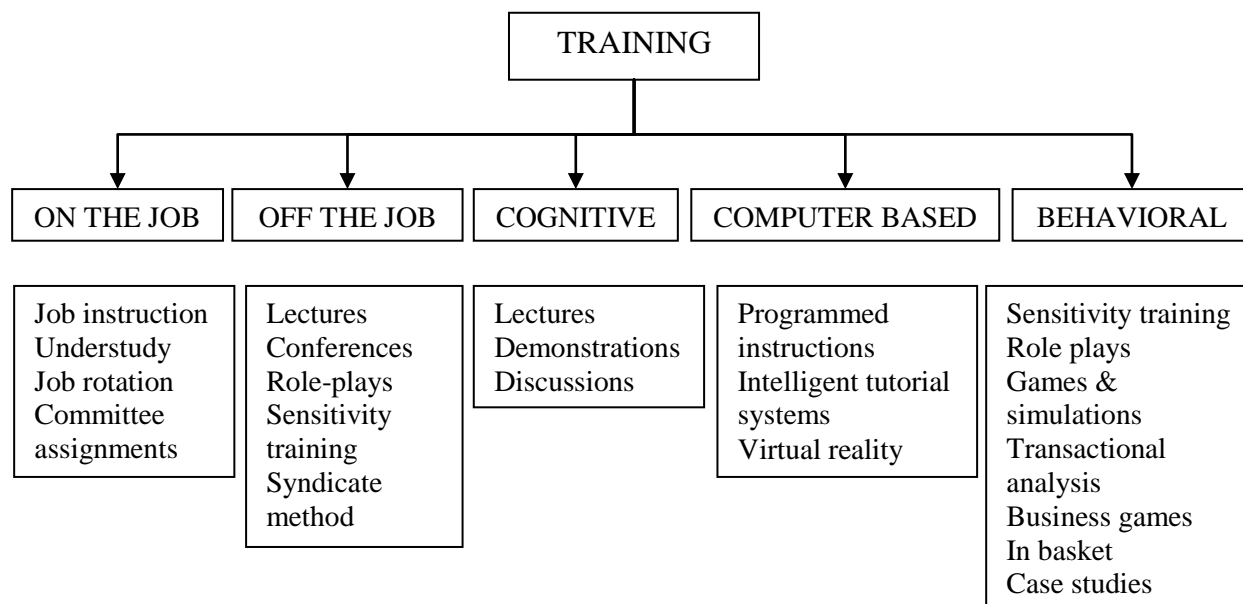 TRAINING
ON THE JOB
OFF THE JOB
COGNITIVE
COMPUTER BASED
BEHAVIORAL
Job instruction
Understudy
Job rotation
Committee
assignments
Lectures
Conferences
Role-plays
Sensitivity
training
Syndicate
method
Lectures
Demonstrations
Discussions
Programmed
instructions
Intelligent tutorial
systems
Virtual reality
Sensitivity training
Role plays
Games &
simulations
Transactional
analysis
Business games
In basket
Case studies